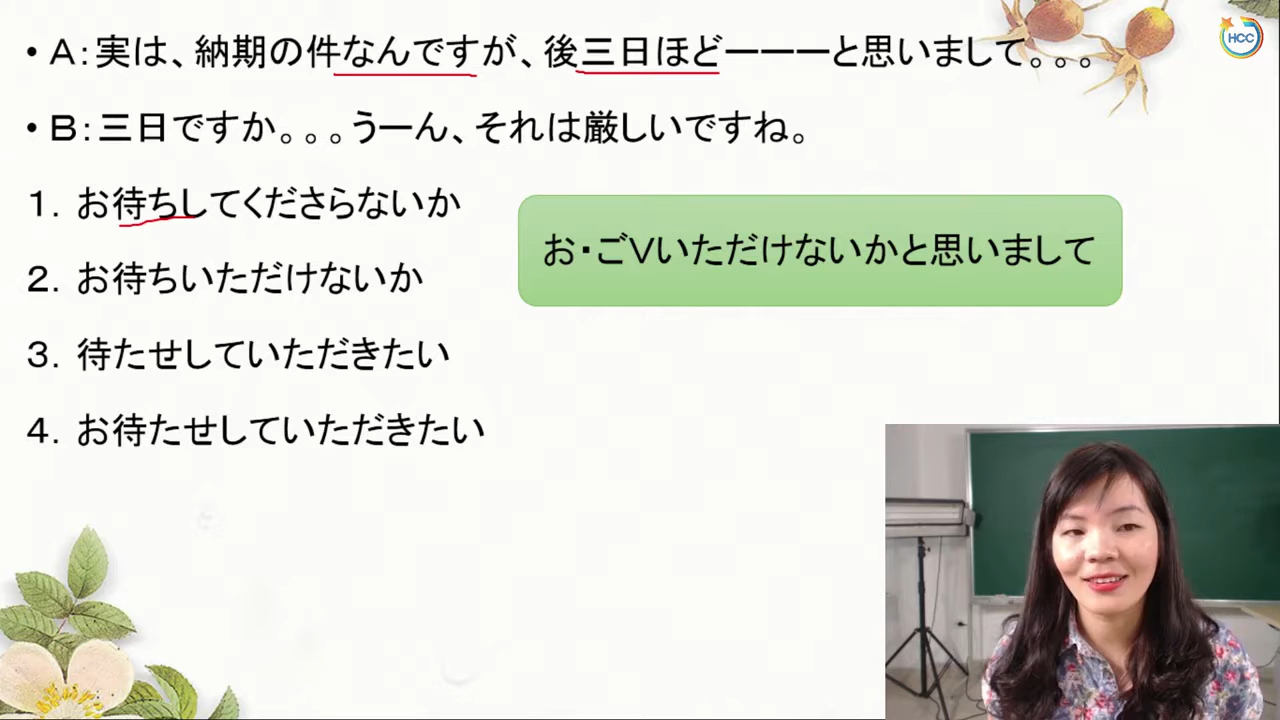 • A：実は、納期の件なんですが、後三日ほどーーーと思いまして。。。
• B：三日ですか。。。うーん、それは厳しいですね。
1. お待ちしてくださらないか
お・ごVいただけないかと思いまして
2. お待ちいただけないか
3. 待たせしていただきたい
4. お待たせしていただきたい
HCC